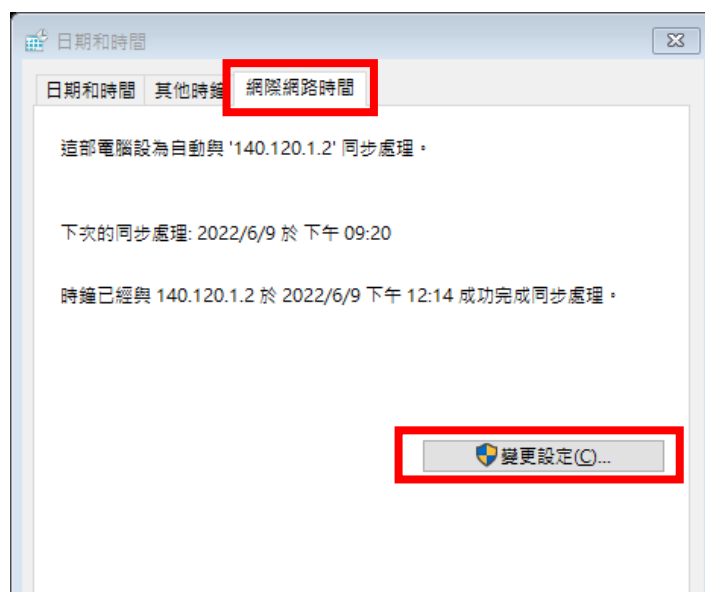 日期和時間
日期和時間 其他時鐘 網際網路時間
這部電腦設為自動與 '140.120.1.2' 同步處理。
下次的同步處理: 2022/6/9 於 下午 09:20
時鐘已經與 140.120.1.2 於 2022/6/9 下午 12:14 成功完成同步處理。
變更設定(C)...